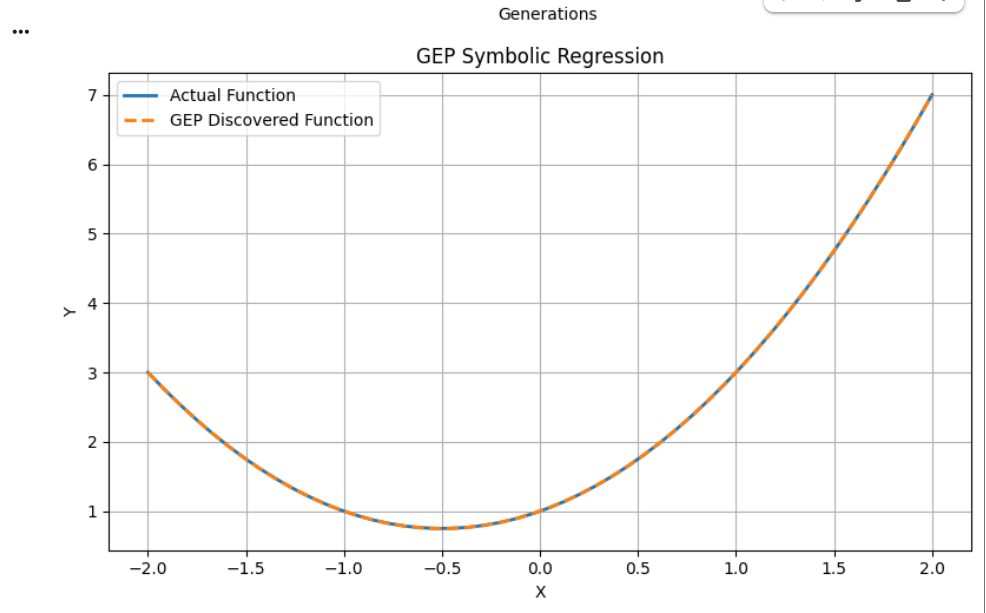 Generations
...
GEP Symbolic Regression
Actual Function
GEP Discovered Function
7
6
5
4
3
2
1
Y
−2.0 −1.5 −1.0 −0.5 0.0 0.5 1.0 1.5 2.0
X